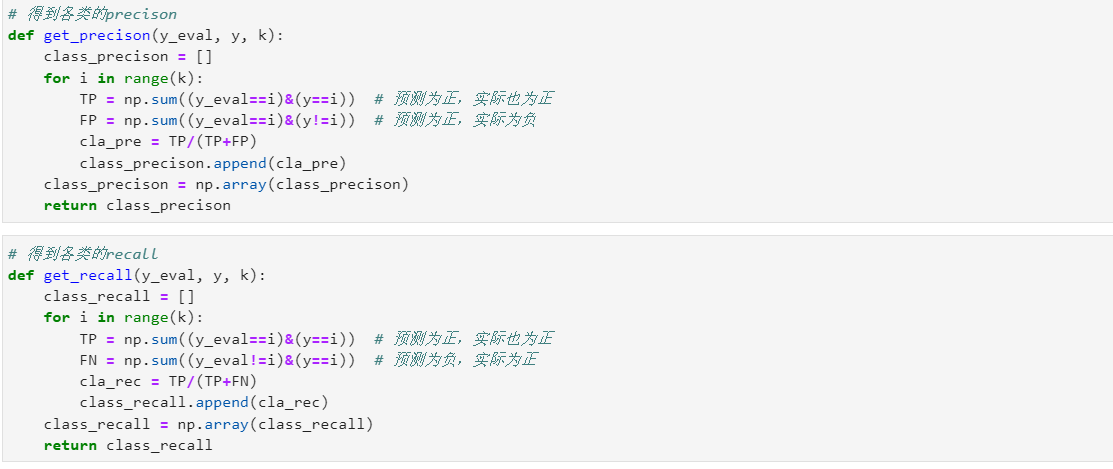 # 得到各类的precison
def get_precison(y_eval, y, k):
    class_precison = []
    for i in range(k):
        TP = np.sum((y_eval==i)&(y==i))  # 预测为正，实际也为正
        FP = np.sum((y_eval==i)&(y!=i))  # 预测为正，实际为负
        cla_pre = TP/(TP+FP)
        class_precison.append(cla_pre)
    class_precison = np.array(class_precison)
    return class_precison
# 得到各类的recall
def get_recall(y_eval, y, k):
    class_recall = []
    for i in range(k):
        TP = np.sum((y_eval==i)&(y==i))  # 预测为正，实际也为正
        FN = np.sum((y_eval!=i)&(y==i))  # 预测为负，实际为正
        cla_rec = TP/(TP+FN)
        class_recall.append(cla_rec)
    class_recall = np.array(class_recall)
    return class_recall